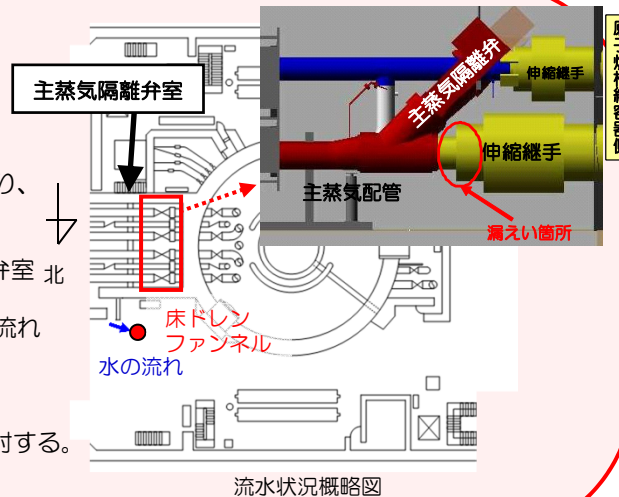 主蒸気隔離弁室
主蒸気隔離弁
伸縮継手
伸縮継手
主蒸気配管
漏えい箇所
り、
弁室
北
流れ
床ドレン
ファンネル
水の流れ
討する。
流水状況概略図